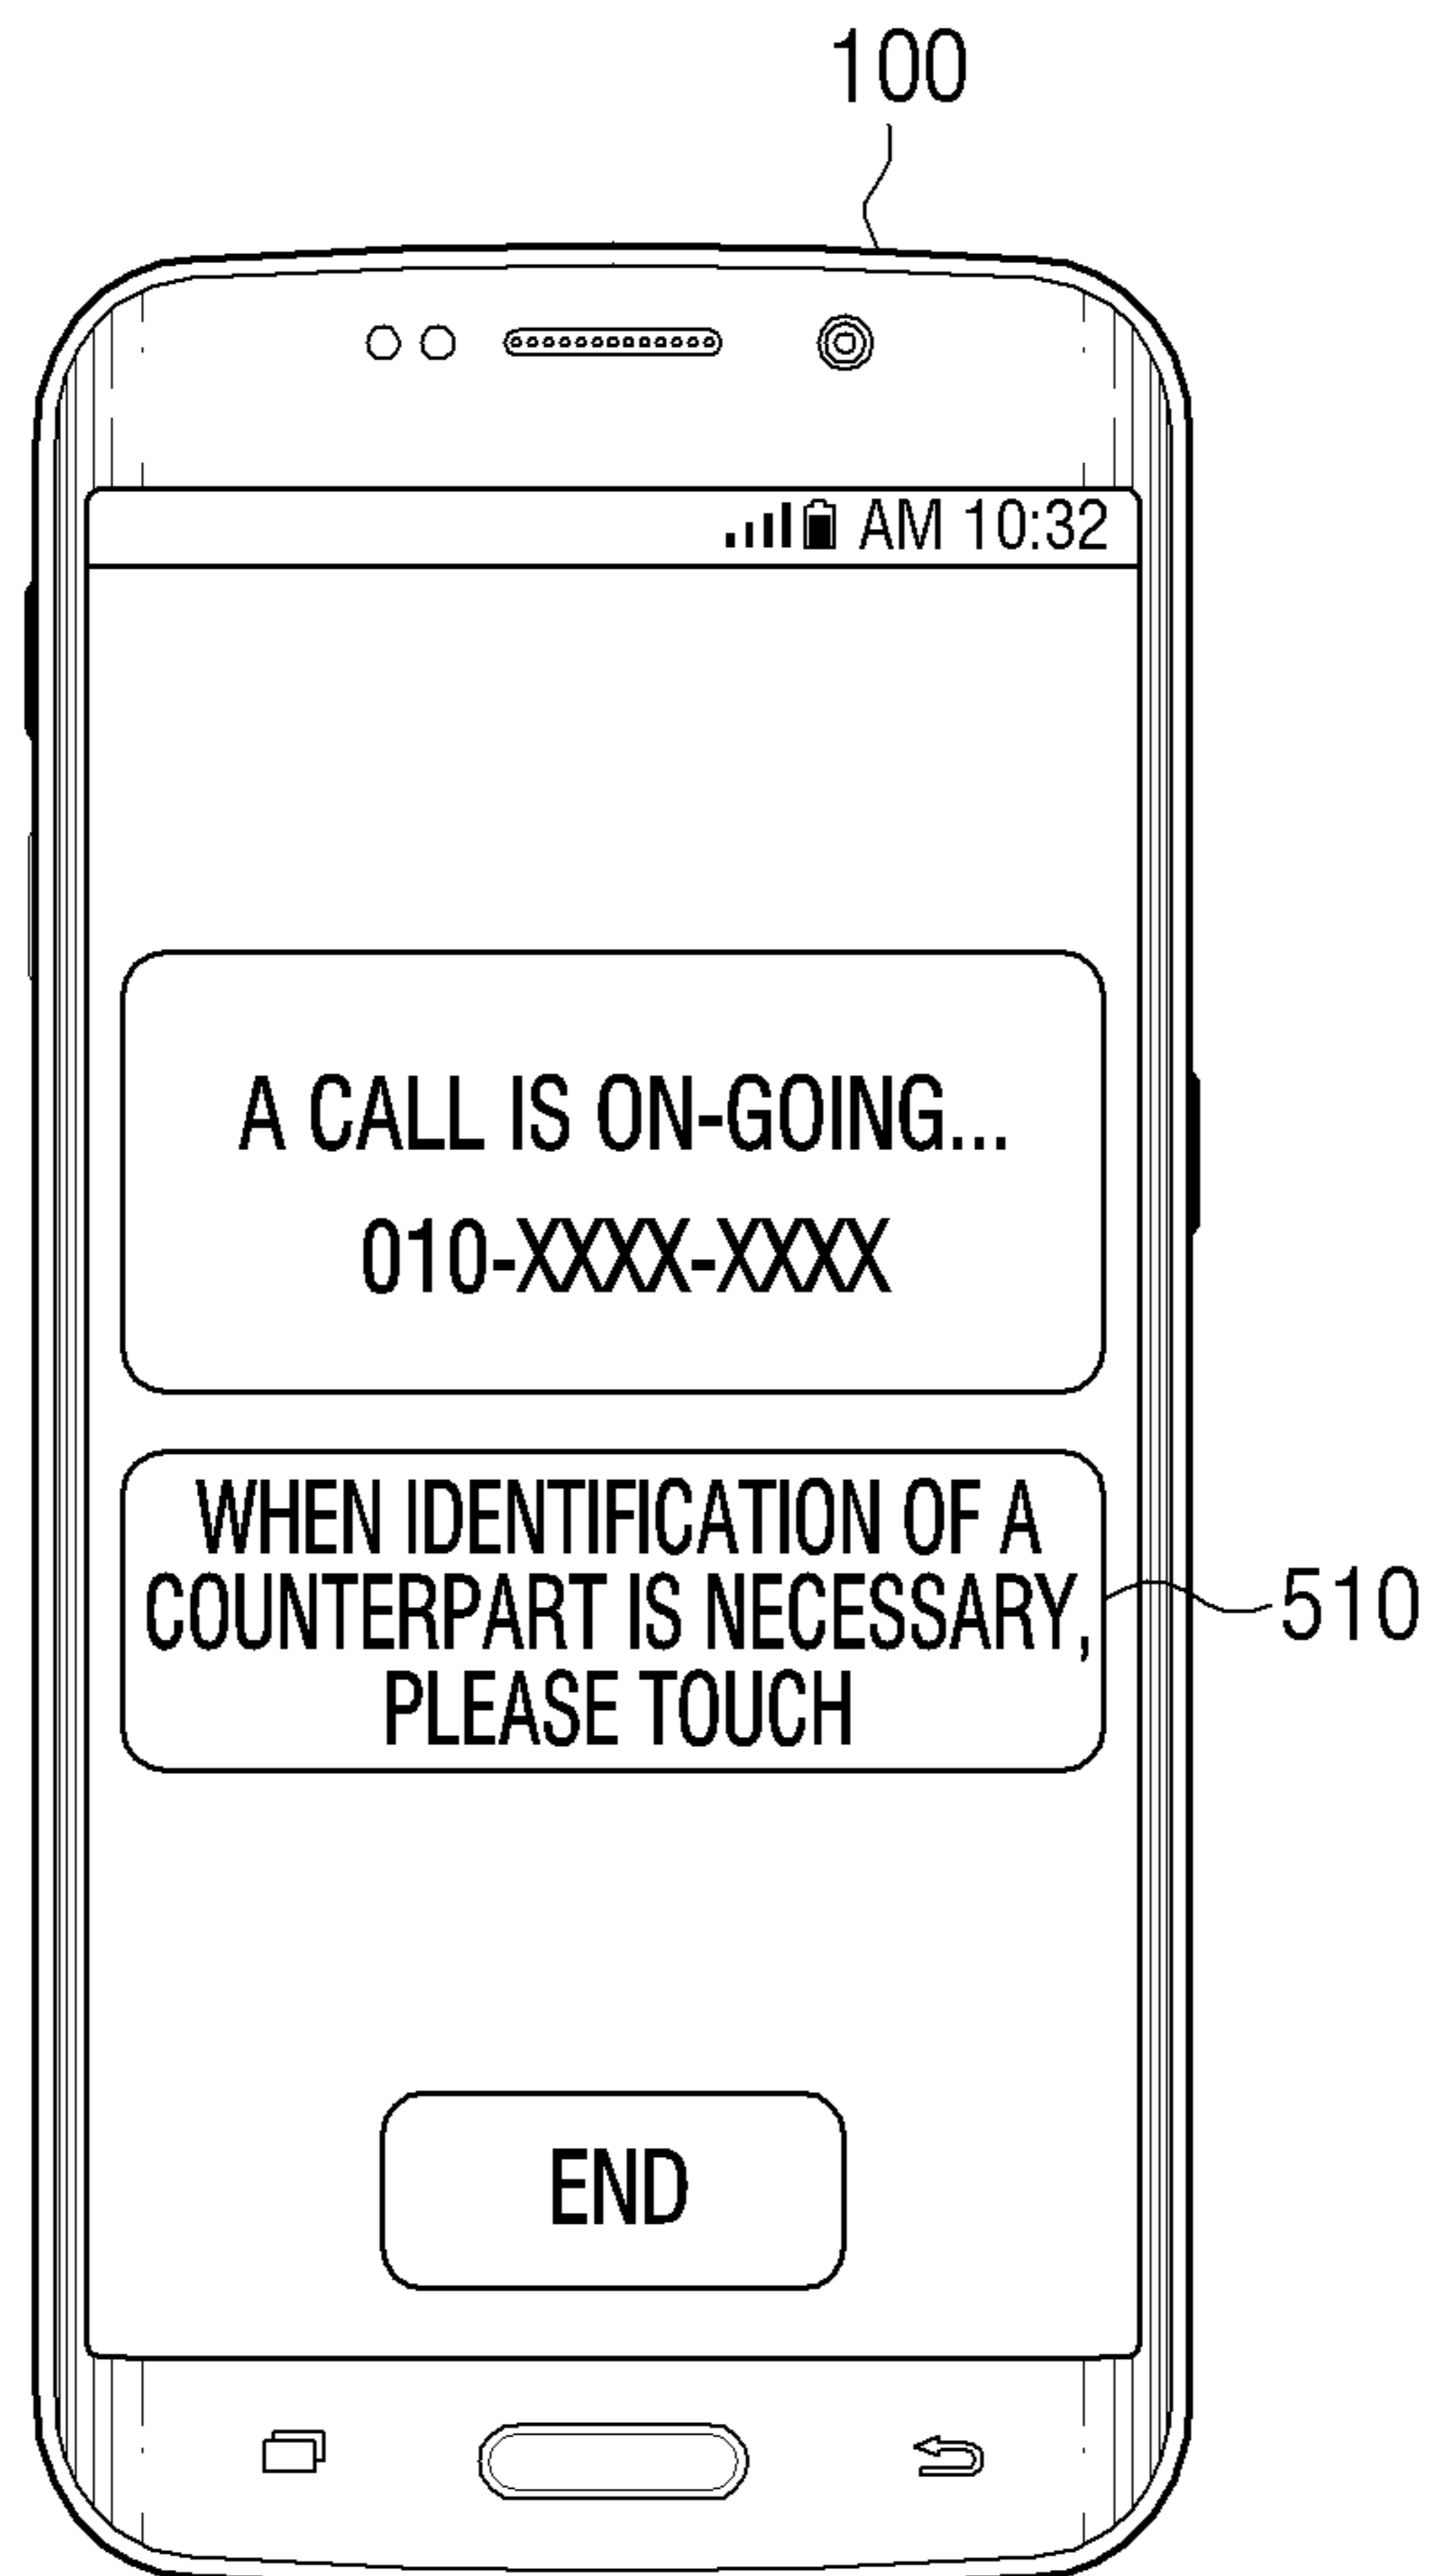 100
AM 10:32
A CALL IS ON-GOING...
010-XXXX-XXXX
WHEN IDENTIFICATION OF A
COUNTERPART IS NECESSARY,
PLEASE TOUCH
510
END